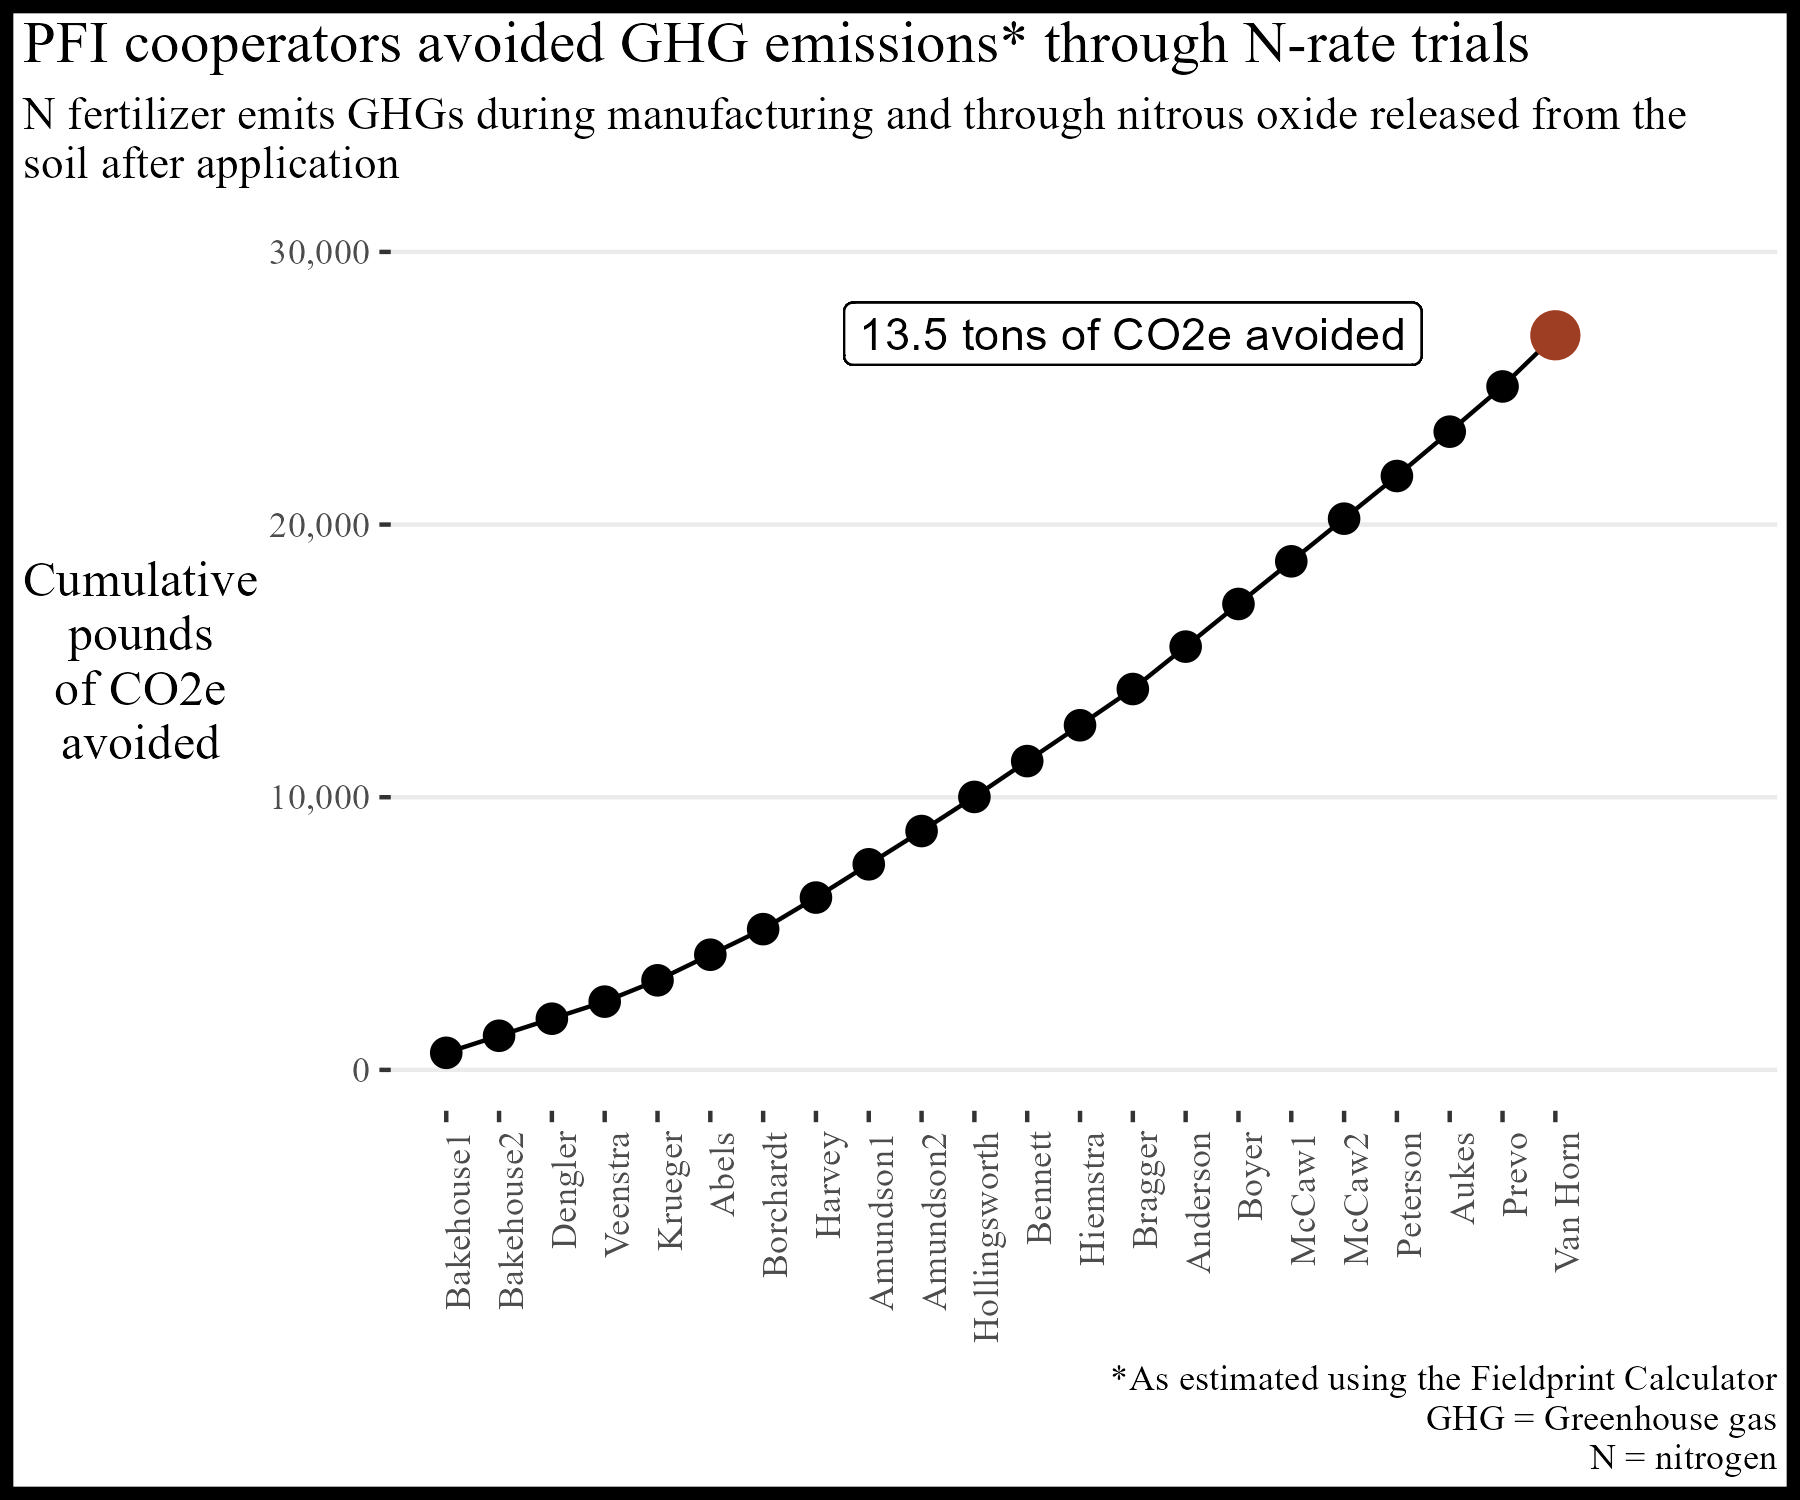 PFI cooperators avoided GHG emissions* through N-rate trials
N fertilizer emits GHGs during manufacturing and through nitrous oxide released from the
soil after application
30,000
13.5 tons of CO2e avoided
20,000
Cumulative
pounds
of CO2e
avoided
10,000
0
Bakehouse1
Bakehouse2
Dengler
Veenstra
Krueger
Abels
Borchardt
Harvey
Amundson1
Amundson2
Hollingsworth
Bennett
Hiemstra
Bragger
Anderson
Boyer
McCaw1
McCaw2
Peterson
Aukes
Prevo
Van Horn
*As estimated using the Fieldprint Calculator
GHG = Greenhouse gas
N = nitrogen